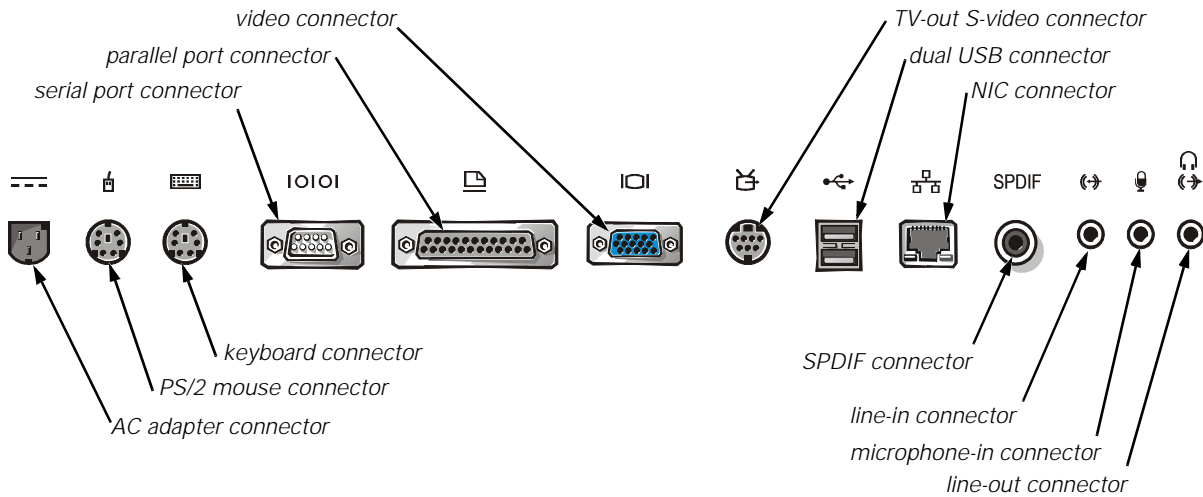 video connector
TV-out S-video connector
parallel port connector
dual USB connector
serial port connector
NIC connector
IOIOI
SPDIF
keyboard connector
SPDIF connector
PS/2 mouse connector
line-in connector
AC adapter connector
microphone-in connector
line-out connector